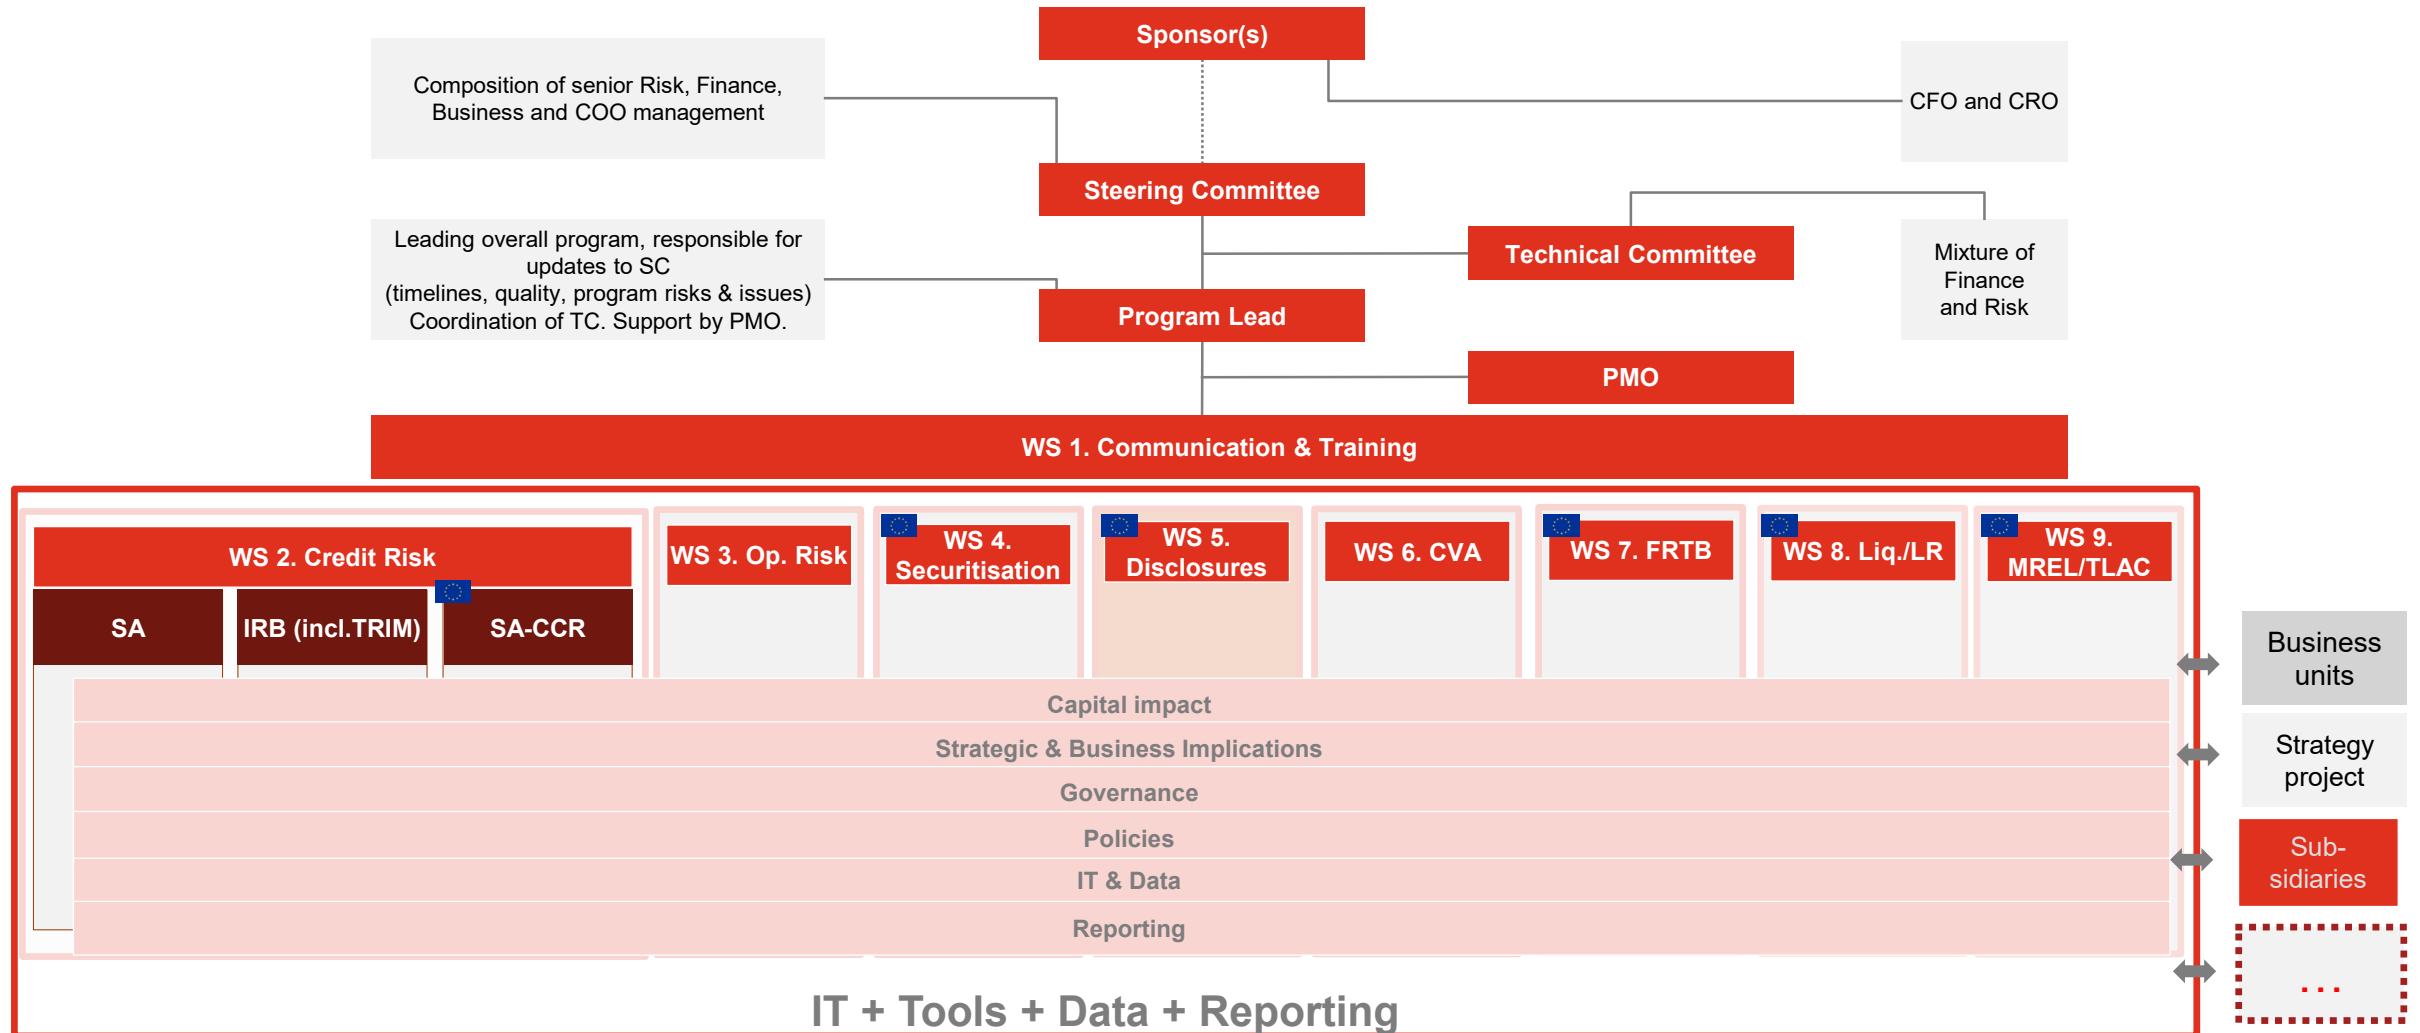 Sponsor(s)
Composition of senior Risk, Finance,
Business and COO management
CFO and CRO
Steering Committee
Leading overall program, responsible for
updates to SC
(timelines, quality, program risks & issues)
Coordination of TC. Support by PMO.
Technical Committee
Mixture of
Finance
and Risk
Program Lead
PMO
WS 1. Communication & Training
WS 2. Credit Risk
SA
IRB (incl.TRIM)
SA-CCR
WS 3. Op. Risk
WS 4.
Securitisation
WS 5.
Disclosures
WS 6. CVA
WS 7. FRTB
WS 8. Liq./LR
WS 9.
MREL/TLAC
Capital impact
Strategic & Business Implications
Governance
Policies
IT & Data
Reporting
Business
units
Strategy
project
Sub-
sidiaries
...
IT + Tools + Data + Reporting